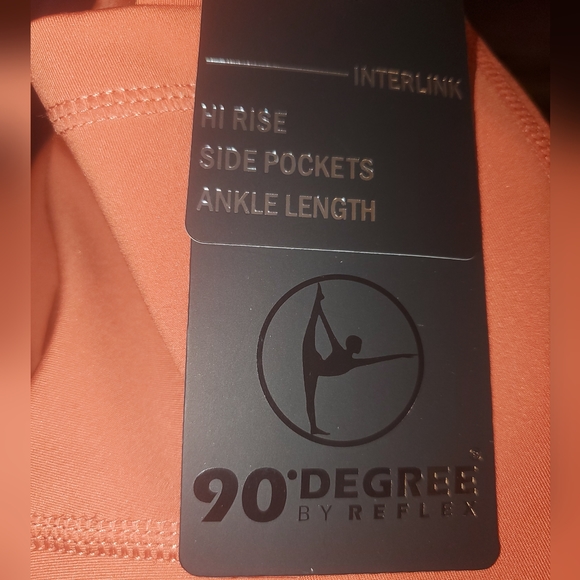 INTERLINK
HI RISE
SIDE POCKETS
ANKLE LENGTH
90° DEGREE
BY REFLEX